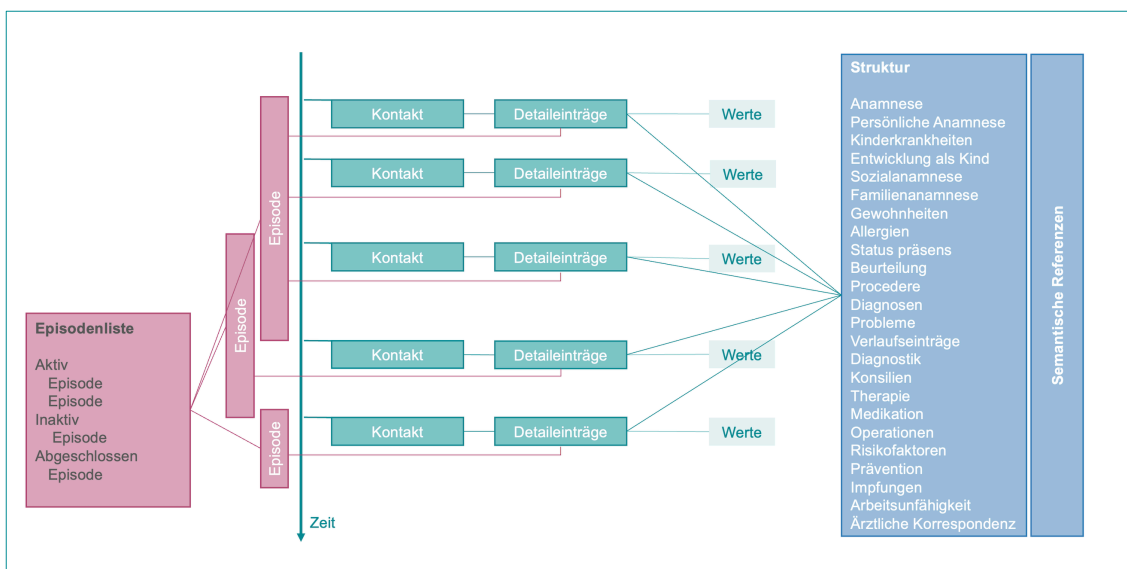 Episodenliste
Aktiv
Episode
Episode
Inaktiv
Episode
Abgeschlossen
Episode
Episode
Episode
Episode
Kontakt
Detaileinträge
Werte
Kontakt
Detaileinträge
Werte
Kontakt
Detaileinträge
Werte
Kontakt
Detaileinträge
Werte
Kontakt
Detaileinträge
Werte
Zeit
Struktur
Anamnese
Persönliche Anamnese
Kinderkrankheiten
Entwicklung als Kind
Sozialanamnese
Familienanamnese
Gewohnheiten
Allergien
Status präsens
Beurteilung
Procedere
Diagnosen
Probleme
Verlaufseinträge
Diagnostik
Konsilien
Therapie
Medikation
Operationen
Risikofaktoren
Prävention
Impfungen
Arbeitsunfähigkeit
Ärztliche Korrespondenz
Semantische Referenzen